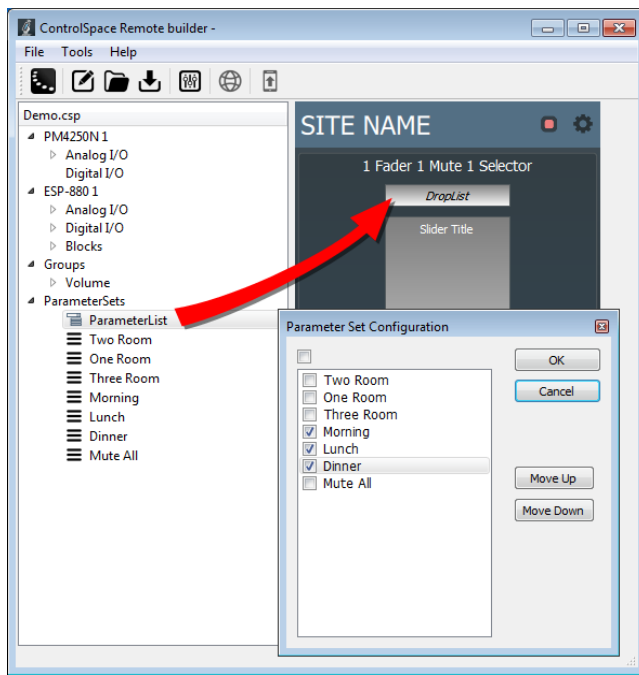 ControlSpace Remote builder -
File Tools Help
Demo.csp
PM4250N 1
Analog I/O
Digital I/O
ESP-880 1
Analog I/O
Digital I/O
Blocks
Groups
Volume
ParameterSets
ParameterList
Two Room
One Room
Three Room
Morning
Lunch
Dinner
Mute All
SITE NAME
1 Fader 1 Mute 1 Selector
DropList
Slider Title
Parameter Set Configuration
Two Room
One Room
Three Room
Morning
Lunch
Dinner
Mute All
OK
Cancel
Move Up
Move Down